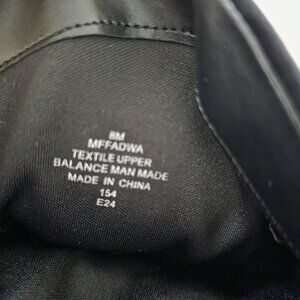 8M
MFFADWA
TEXTILE UPPER
BALANCE MAN MADE
MADE IN CHINA
154
E24